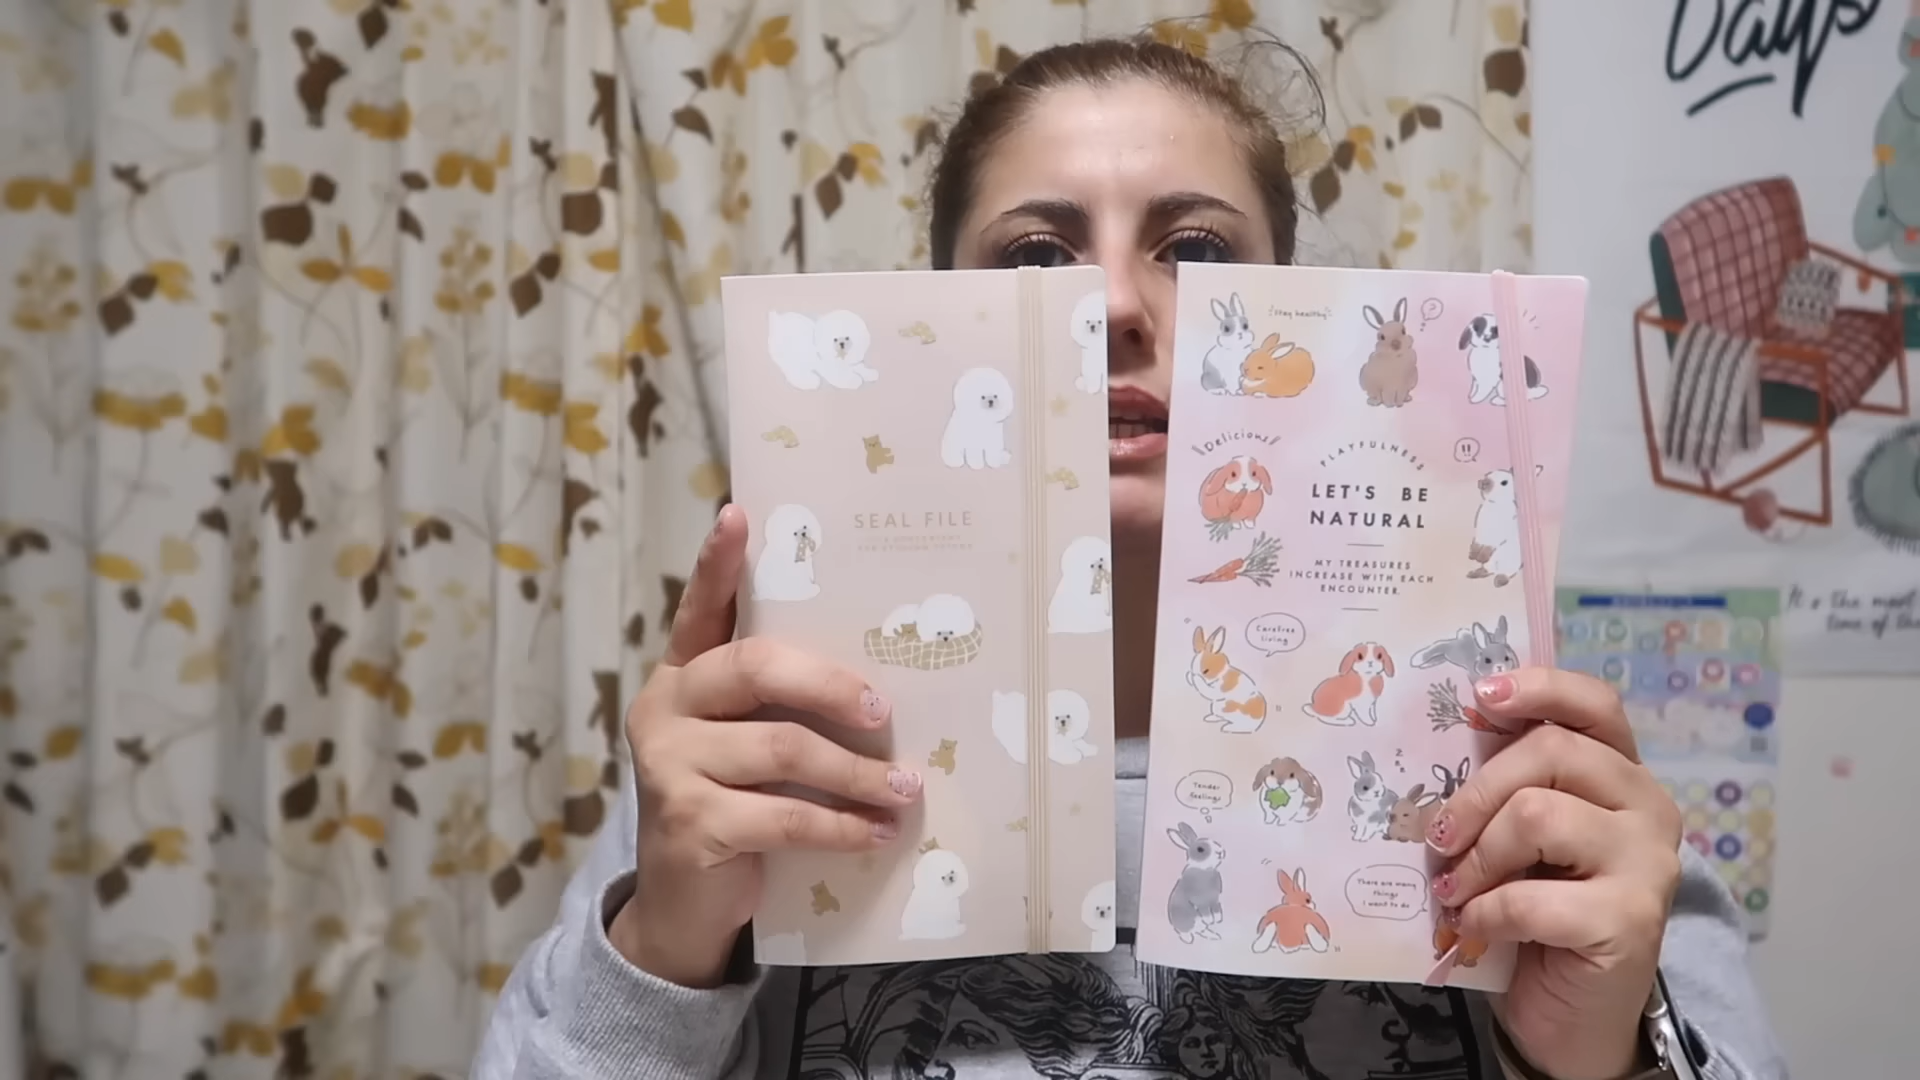 Days
SEAL FILE
Stay healthy
?
Delicious
PLAYFULNESS
!!
LET'S BE
NATURAL
MY TREASURES
INCREASE WITH EACH
ENCOUNTER.
Carefree
living
Tender
feelings
Z
z
z
There are many
things
I want to do